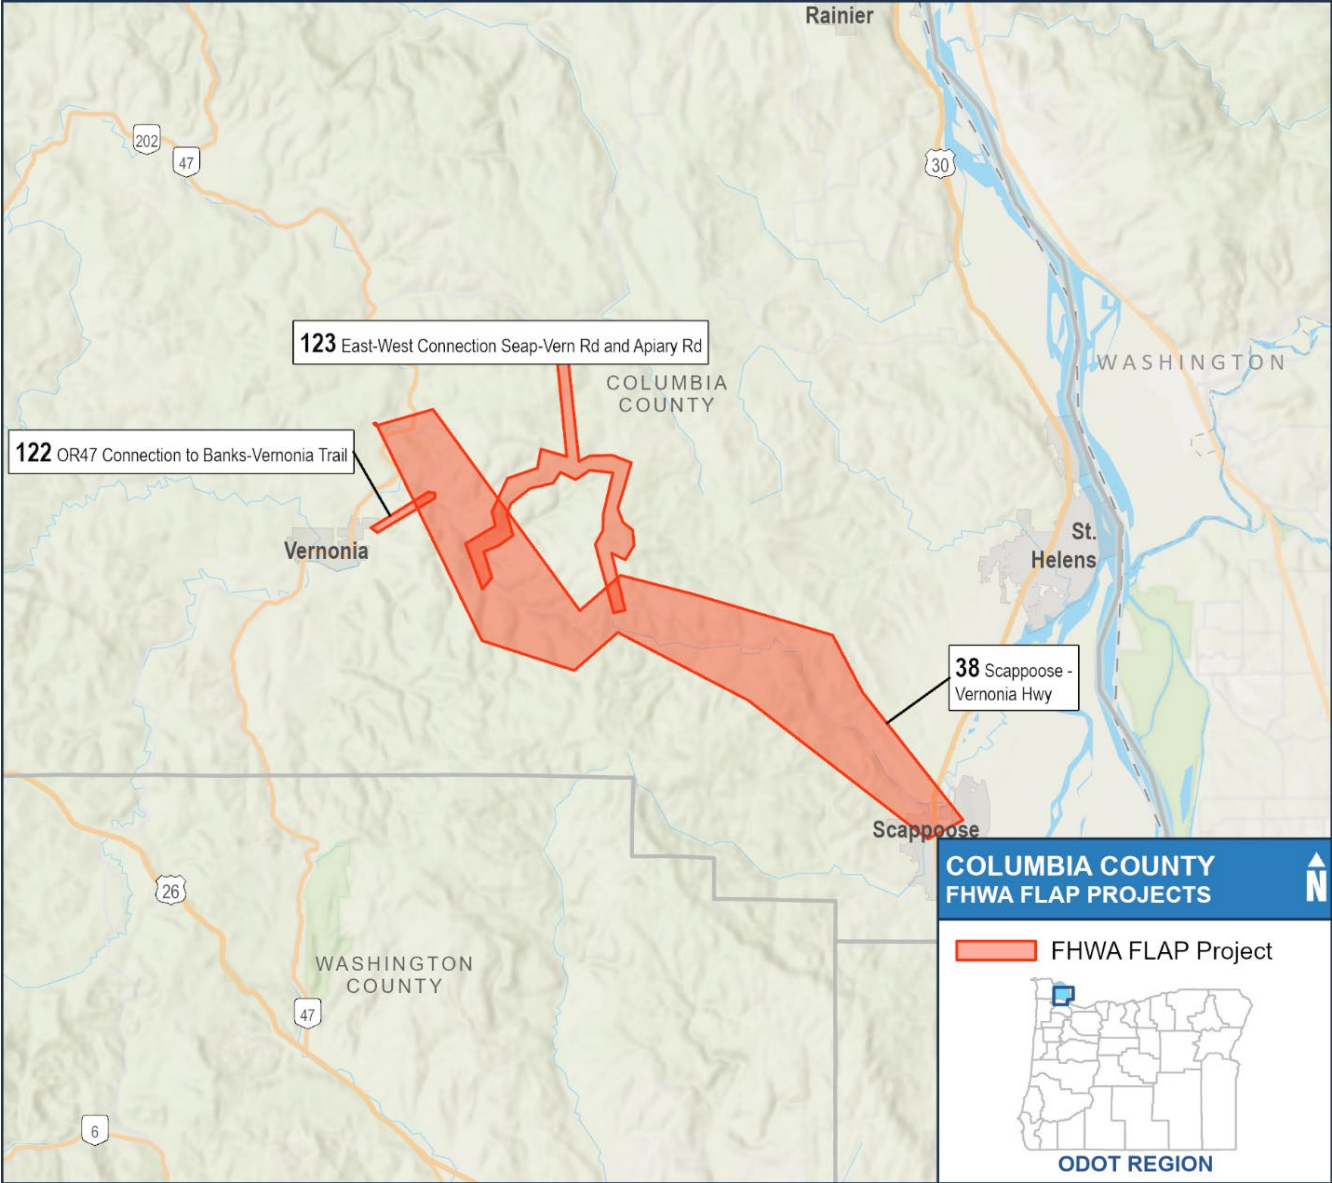 Rainier
202
47
30
WASHINGTON
123 East-West Connection Seap-Vern Rd and Apiary Rd
COLUMBIA
COUNTY
122 OR47 Connection to Banks-Vernonia Trail
Vernonia
St.
Helens
38 Scappoose -
Vernonia Hwy
Scappoose
COLUMBIA COUNTY
FHWA FLAP PROJECTS
N
26
FHWA FLAP Project
WASHINGTON
COUNTY
47
6
ODOT REGION